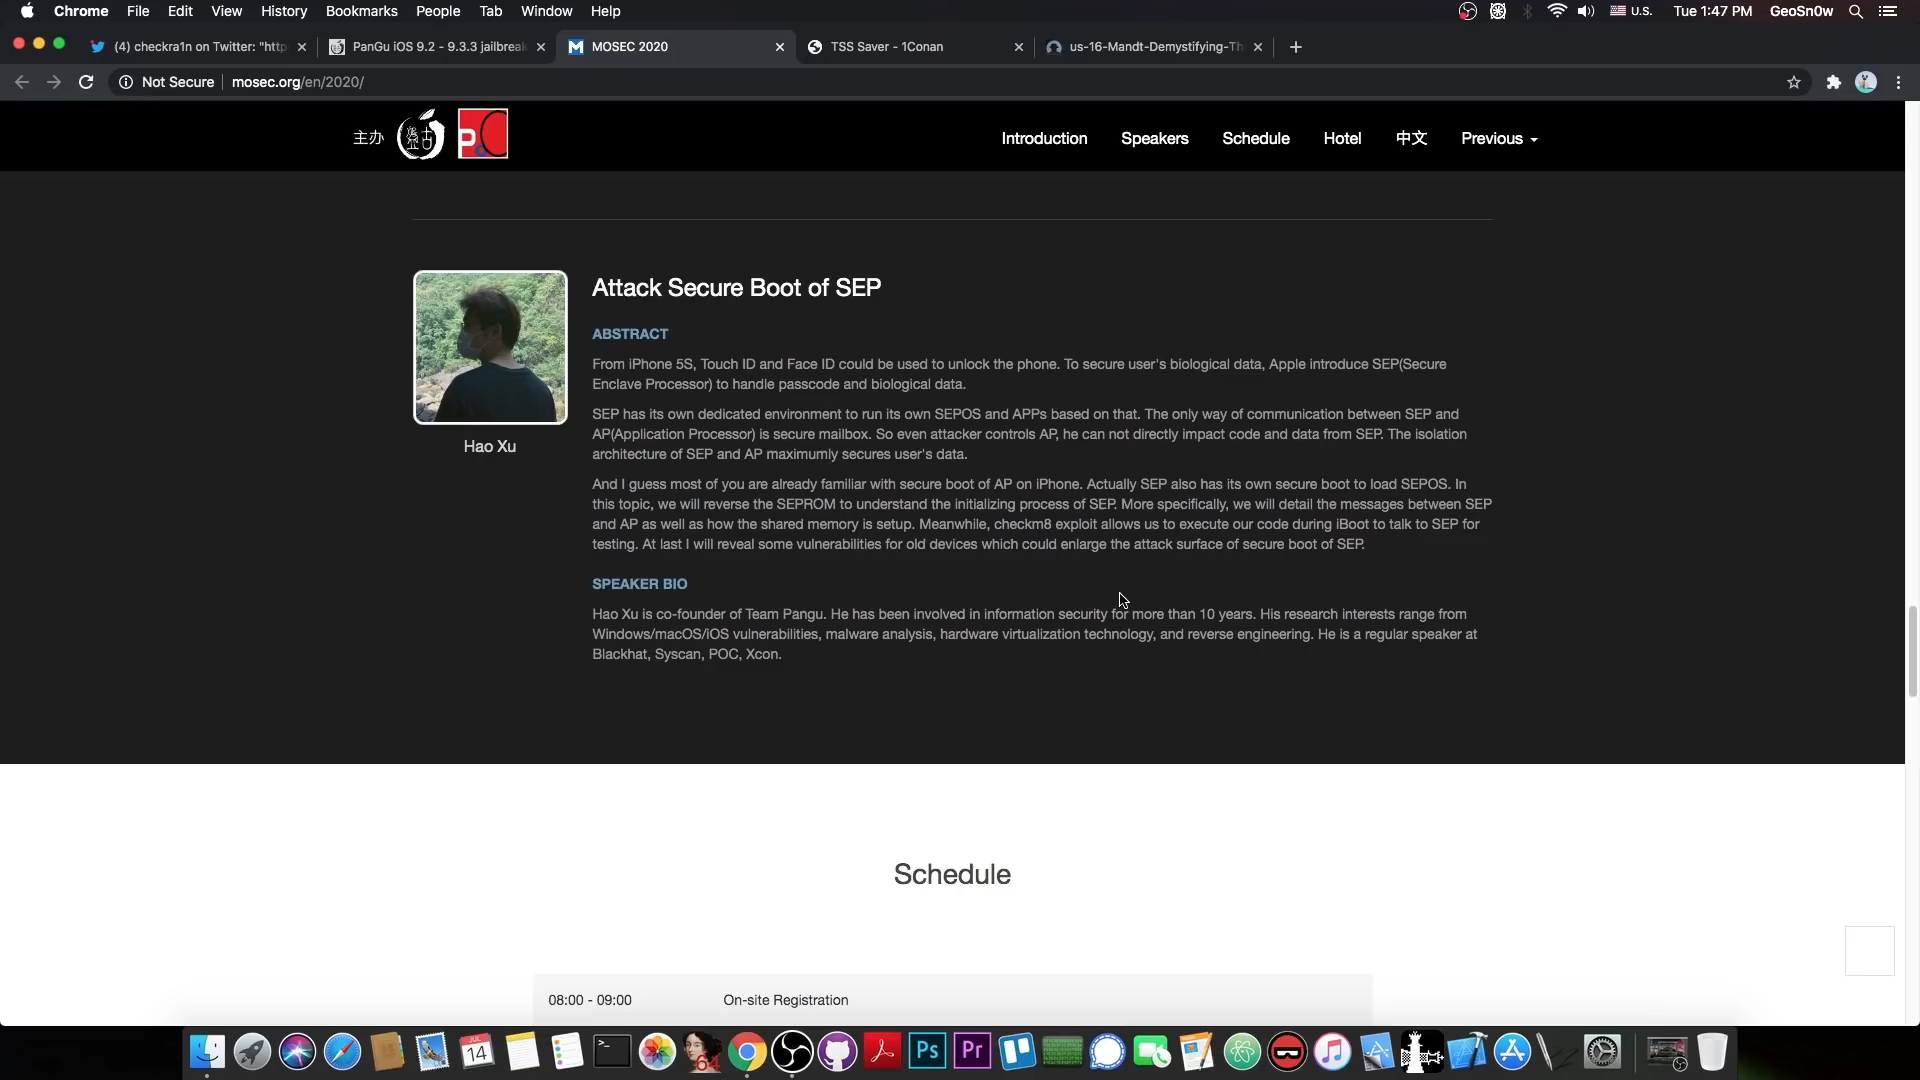 Chrome File Edit View History Bookmarks People Tab Window Help U.S. Tue 1:47 PM GeoSn0w
(4) checkra1n on Twitter: "http PanGu iOS 9.2 - 9.3.3 jailbreak MOSEC 2020 TSS Saver - 1Conan us-16-Mandt-Demystifying-Th
Not Secure mosec.org/en/2020/
主办 Introduction Speakers Schedule Hotel 中文 Previous
Attack Secure Boot of SEP
ABSTRACT
From iPhone 5S, Touch ID and Face ID could be used to unlock the phone. To secure user's biological data, Apple introduce SEP(Secure
Enclave Processor) to handle passcode and biological data.
SEP has its own dedicated environment to run its own SEPOS and APPs based on that. The only way of communication between SEP and
AP(Application Processor) is secure mailbox. So even attacker controls AP, he can not directly impact code and data from SEP. The isolation
architecture of SEP and AP maximumly secures user's data.
And I guess most of you are already familiar with secure boot of AP on iPhone. Actually SEP also has its own secure boot to load SEPOS. In
this topic, we will reverse the SEPROM to understand the initializing process of SEP. More specifically, we will detail the messages between SEP
and AP as well as how the shared memory is setup. Meanwhile, checkm8 exploit allows us to execute our code during iBoot to talk to SEP for
testing. At last I will reveal some vulnerabilities for old devices which could enlarge the attack surface of secure boot of SEP.
SPEAKER BIO
Hao Xu is co-founder of Team Pangu. He has been involved in information security for more than 10 years. His research interests range from
Windows/macOS/iOS vulnerabilities, malware analysis, hardware virtualization technology, and reverse engineering. He is a regular speaker at
Blackhat, Syscan, POC, Xcon.
Hao Xu
Schedule
08:00 - 09:00 On-site Registration
JUL
14
64
Ps
Pr